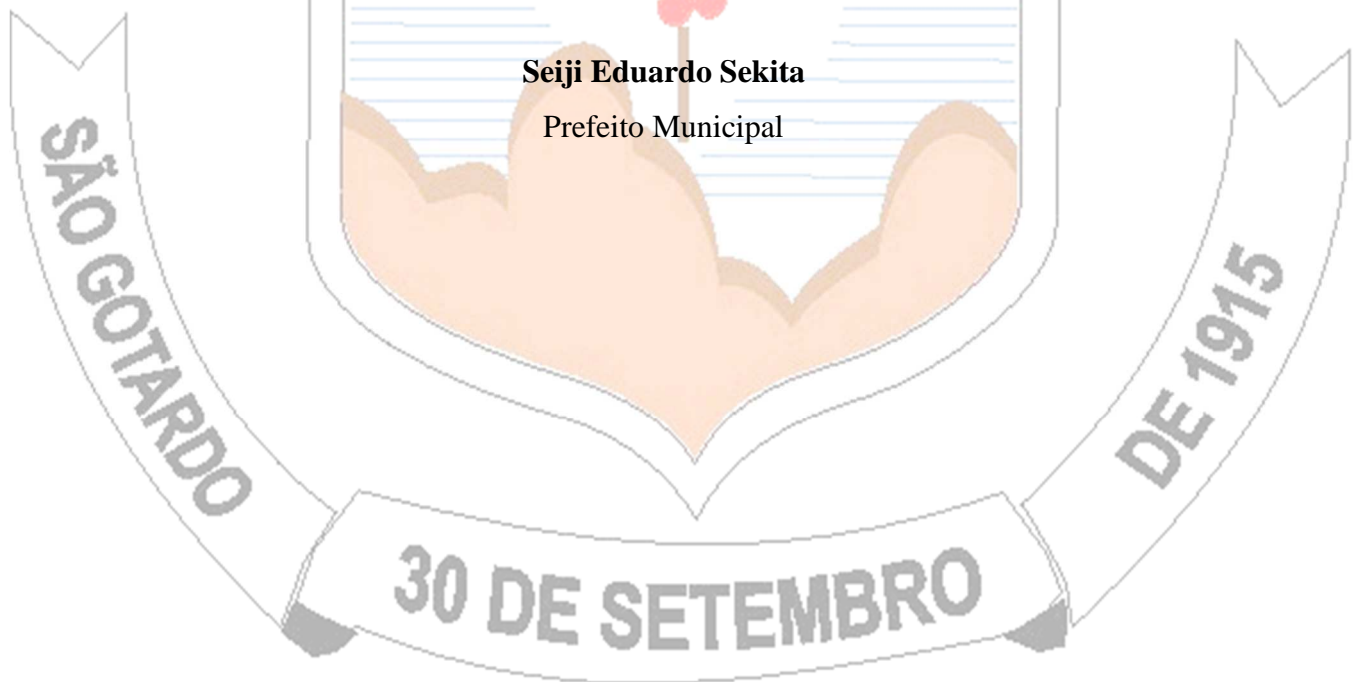 Seiji Eduardo Sekita
Prefeito Municipal
SÃO GOTARDO
30 DE SETEMBRO
DE 1915